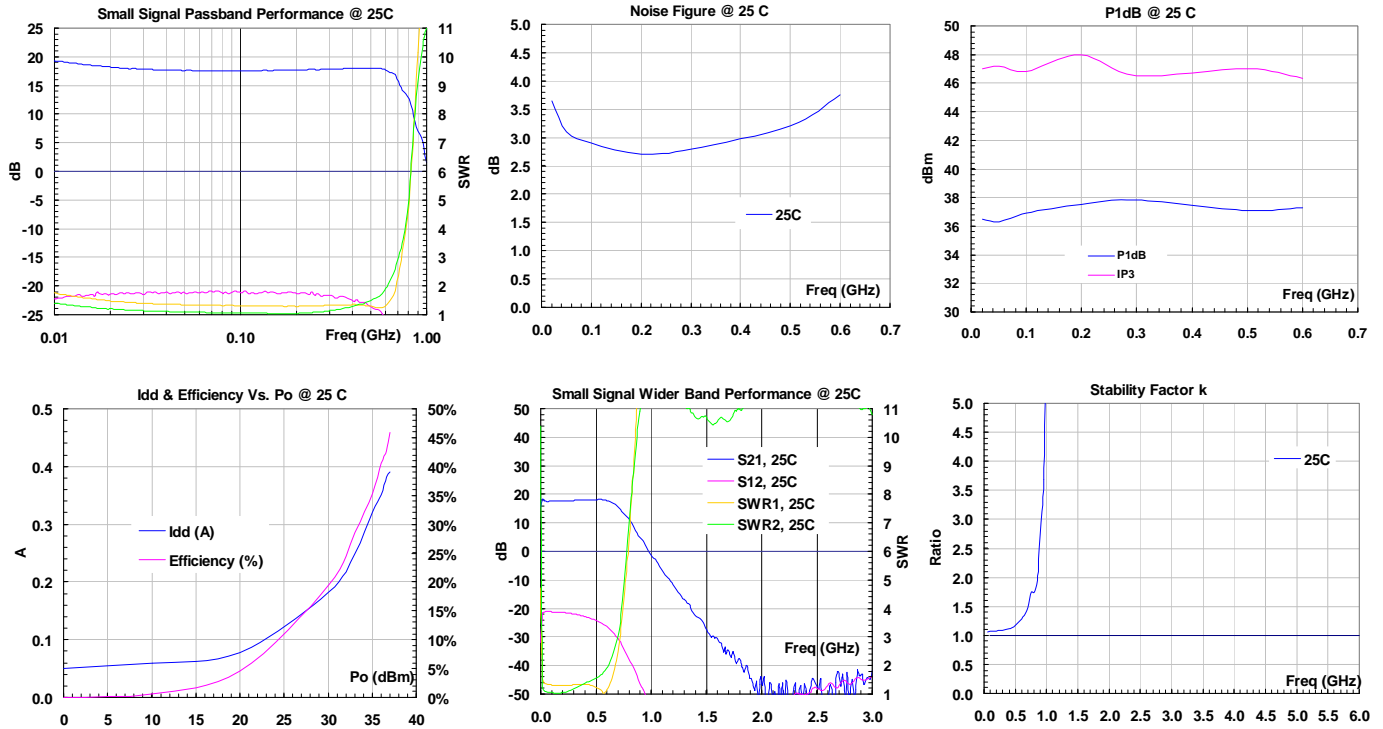 Small Signal Passband Performance @ 25C
25
20
15
10
5
0
-5
-10
-15
-20
-25
dB
11
10
9
8
7
6
5
4
3
2
1
SWR
0.01
0.10
1.00
Freq (GHz)
Noise Figure @ 25 C
5.0
4.5
4.0
3.5
3.0
2.5
2.0
1.5
1.0
0.5
0.0
dB
25C
Freq (GHz)
0.0 0.1 0.2 0.3 0.4 0.5 0.6 0.7
P1dB @ 25 C
50
48
46
44
42
40
38
36
34
32
30
dBm
P1dB
IP3
Freq (GHz)
0.0 0.1 0.2 0.3 0.4 0.5 0.6 0.7
Idd & Efficiency Vs. Po @ 25 C
0.5
0.4
0.3
0.2
0.1
0.0
A
Idd (A)
Efficiency (%)
50%
45%
40%
35%
30%
25%
20%
15%
10%
5%
0%
Po (dBm)
0 5 10 15 20 25 30 35 40
Small Signal Wider Band Performance @ 25C
50
40
30
20
10
0
-10
-20
-30
-40
-50
dB
S21, 25C
S12, 25C
SWR1, 25C
SWR2, 25C
11
10
9
8
7
6
5
4
3
2
1
SWR
Freq (GHz)
0.0 0.5 1.0 1.5 2.0 2.5 3.0
Stability Factor k
5.0
4.5
4.0
3.5
3.0
2.5
2.0
1.5
1.0
0.5
0.0
Ratio
25C
Freq (GHz)
0.0 0.5 1.0 1.5 2.0 2.5 3.0 3.5 4.0 4.5 5.0 5.5 6.0